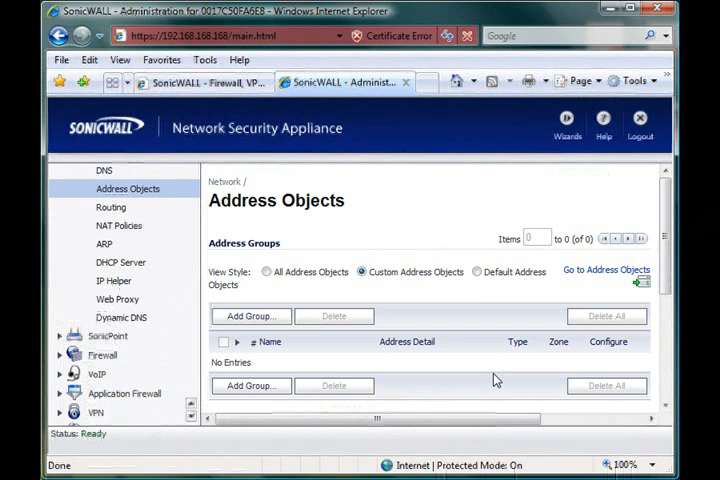 SonicWALL - Administration for 0017C50FA6E8 - Windows Internet Explorer
https://192.168.168.168/main.html
Certificate Error
Google
File Edit View Favorites Tools Help
SonicWALL - Firewall, VP...
SonicWALL - Administ...
Page
Tools
SONICWALL
Network Security Appliance
Wizards
Help
Logout
DNS
Address Objects
Routing
NAT Policies
ARP
DHCP Server
IP Helper
Web Proxy
Dynamic DNS
SonicPoint
Firewall
VoIP
Application Firewall
VPN
Network /
Address Objects
Address Groups
Items 0 to 0 (of 0)
View Style: All Address Objects Custom Address Objects Default Address
Objects
Go to Address Objects
Add Group... Delete Delete All
# Name Address Detail Type Zone Configure
No Entries
Add Group... Delete Delete All
Status: Ready
Done
Internet | Protected Mode: On
100%